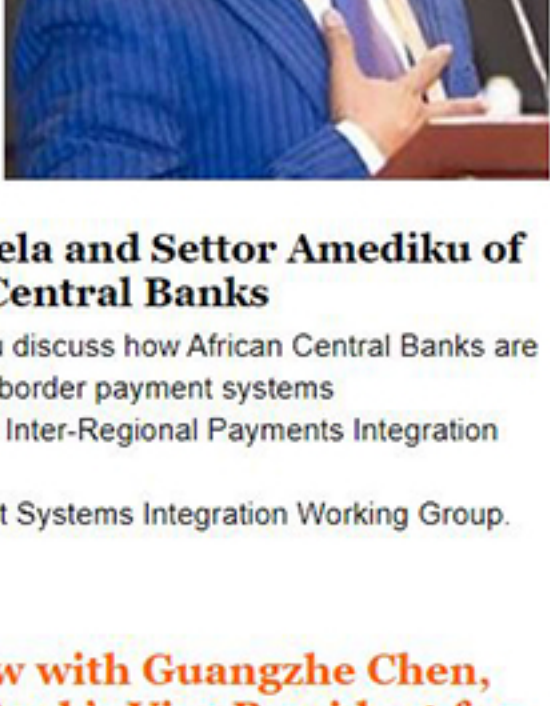 ela and Settor Amediku of
Central Banks
u discuss how African Central Banks are
border payment systems
Inter-Regional Payments Integration
t Systems Integration Working Group.
w with Guangzhe Chen,